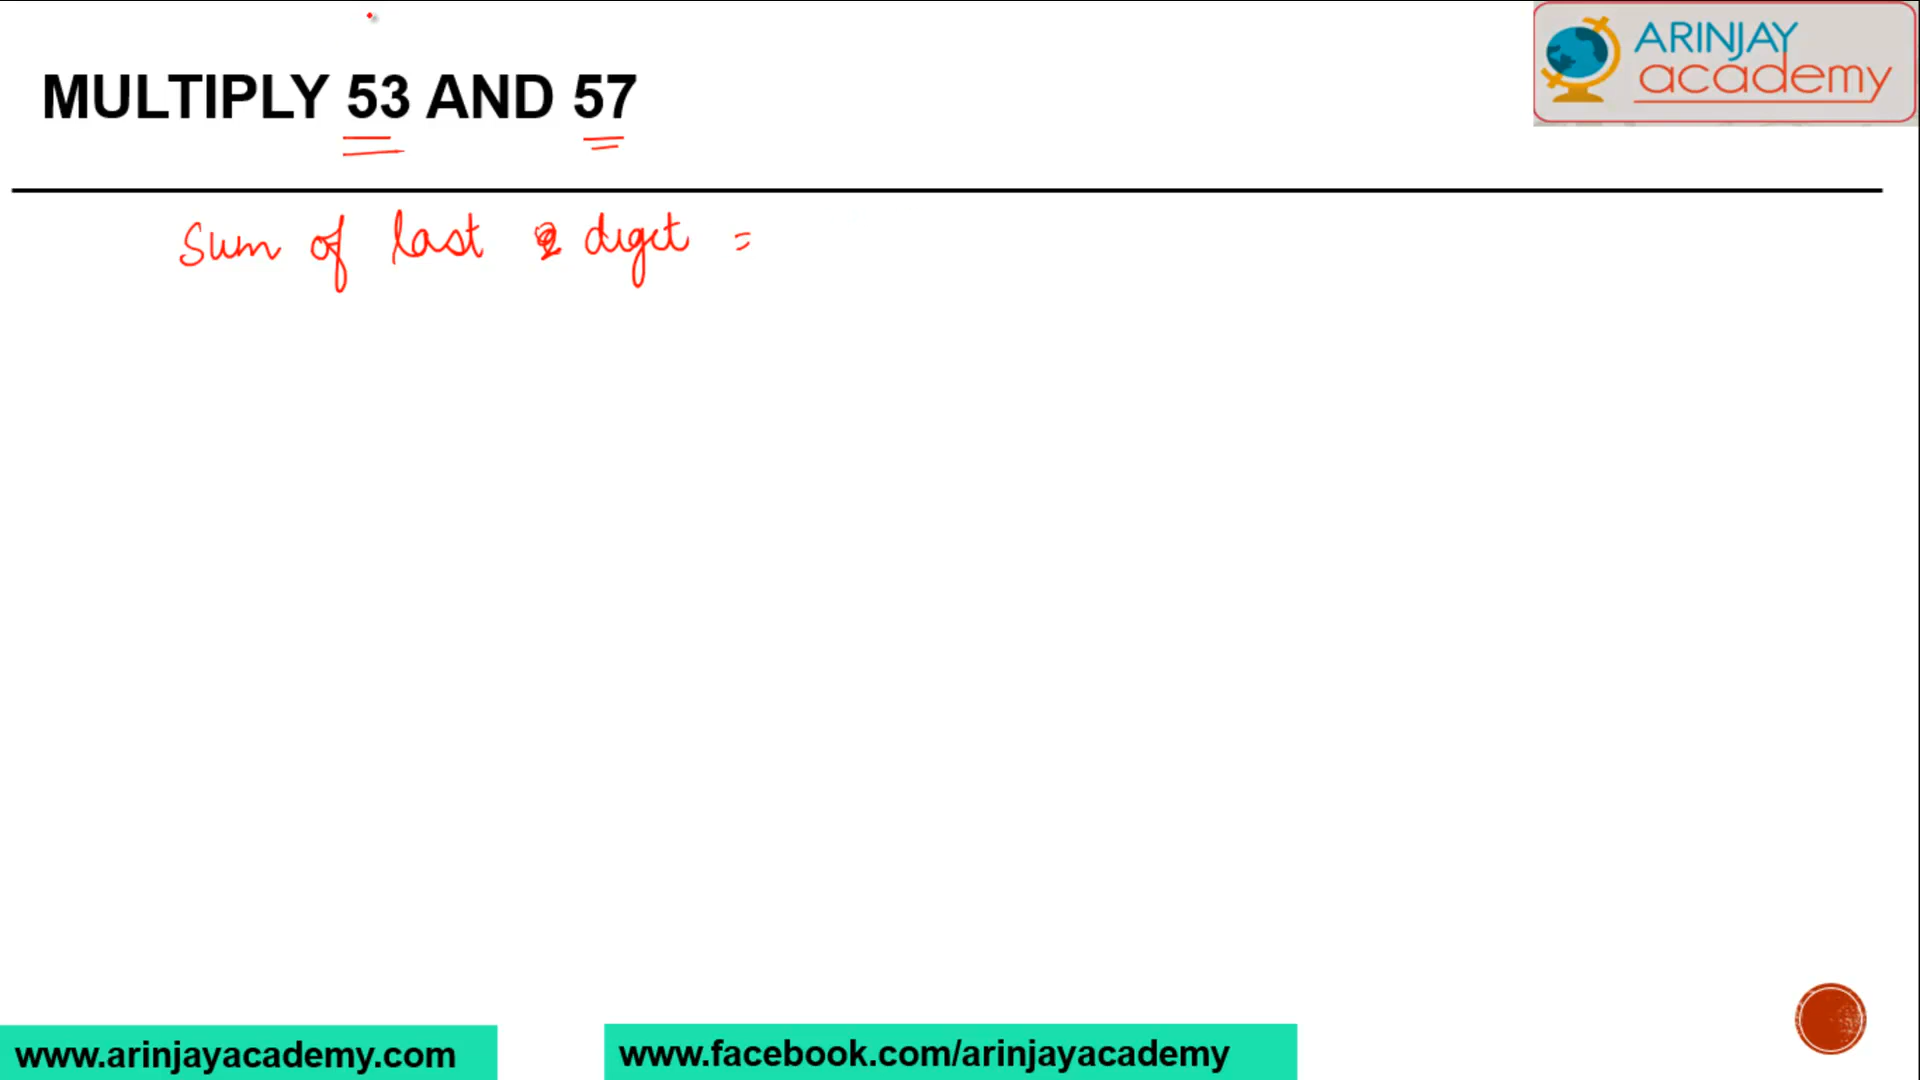 MULTIPLY 53 AND 57
ARINJAY
academy
Sum of last 2 digit =
www.arinjayacademy.com
www.facebook.com/arinjayacademy